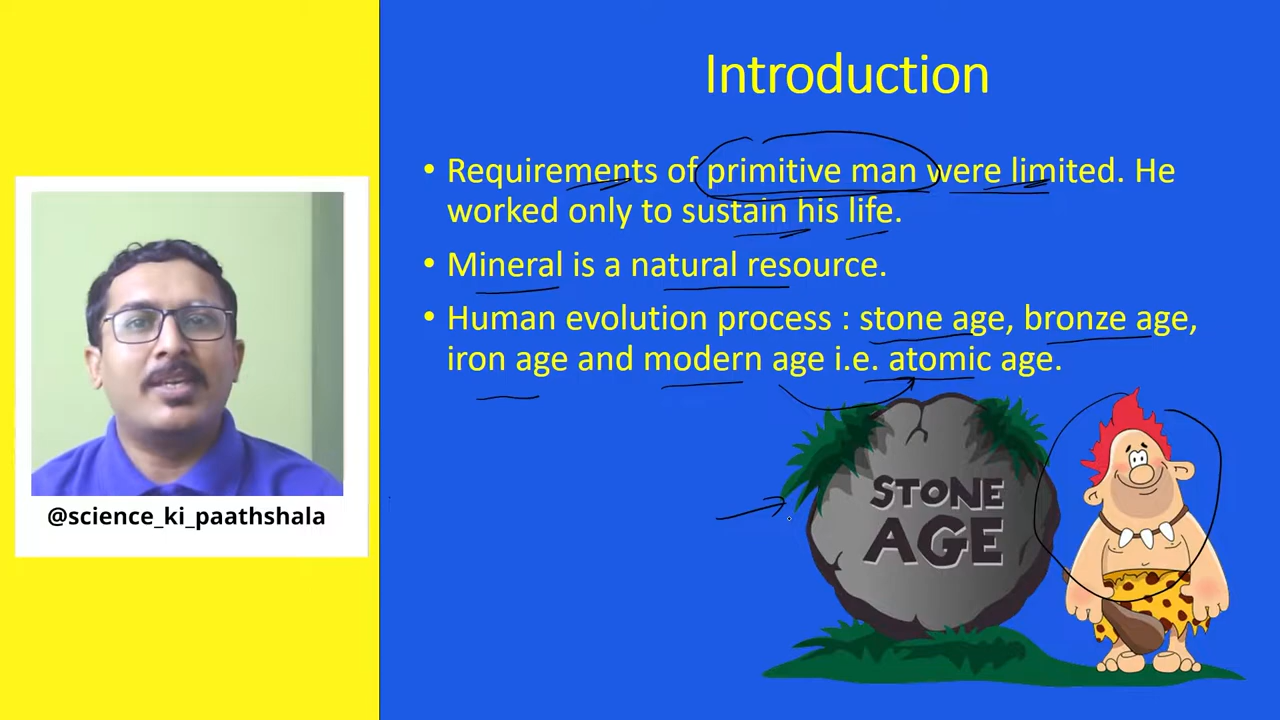 Introduction
• Requirements of primitive man were limited. He
worked only to sustain his life.
• Mineral is a natural resource.
• Human evolution process : stone age, bronze age,
iron age and modern age i.e. atomic age.
STONE
AGE
@science_ki_paathshala